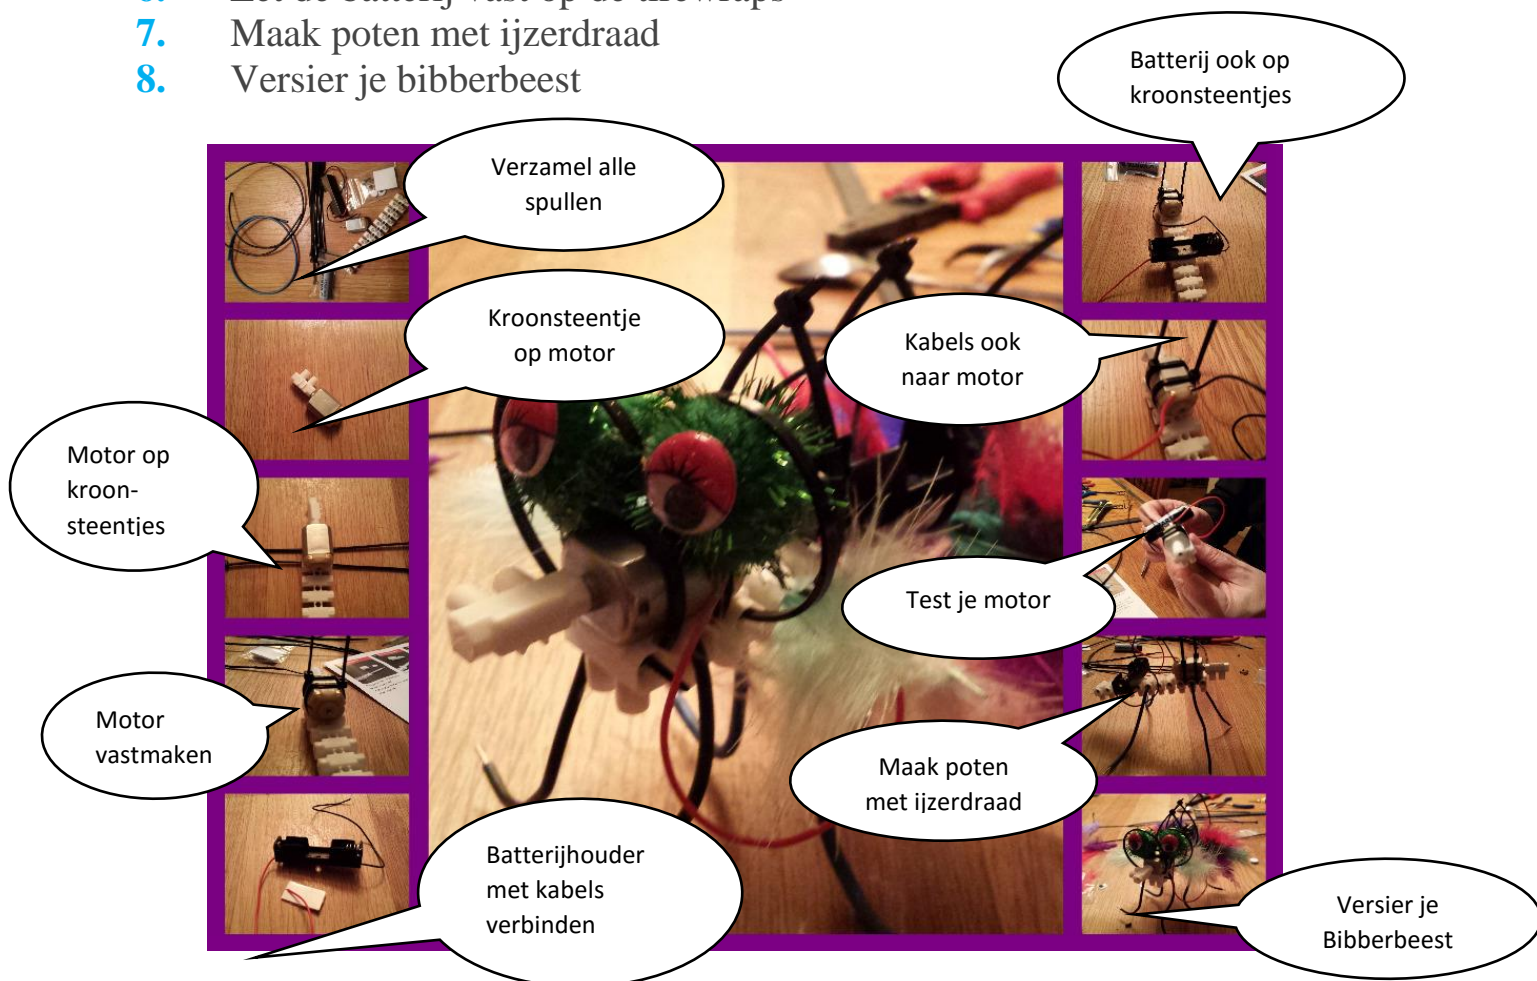 7. Maak poten met ijzerdraad
8. Versier je bibberbeest
Batterij ook op
kroonsteentjes
Verzamel alle
spullen
Kroonsteentje
op motor
Kabels ook
naar motor
Motor op
kroon-
steentjes
Test je motor
Motor
vastmaken
Maak poten
met ijzerdraad
Batterijhouder
met kabels
verbinden
Versier je
Bibberbeest